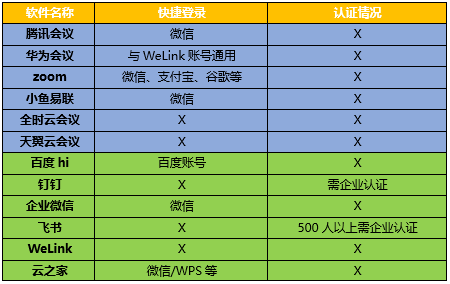 软件名称 快捷登录 认证情况
腾讯会议 微信 X
华为会议 与 WeLink 账号通用 X
zoom 微信、支付宝、谷歌等 X
小鱼易联 微信 X
全时云会议 X X
天翼云会议 X X
百度 hi 百度账号 X
钉钉 X 需企业认证
企业微信 微信 X
飞书 X 500 人以上需企业认证
WeLink X X
云之家 微信/WPS 等 X